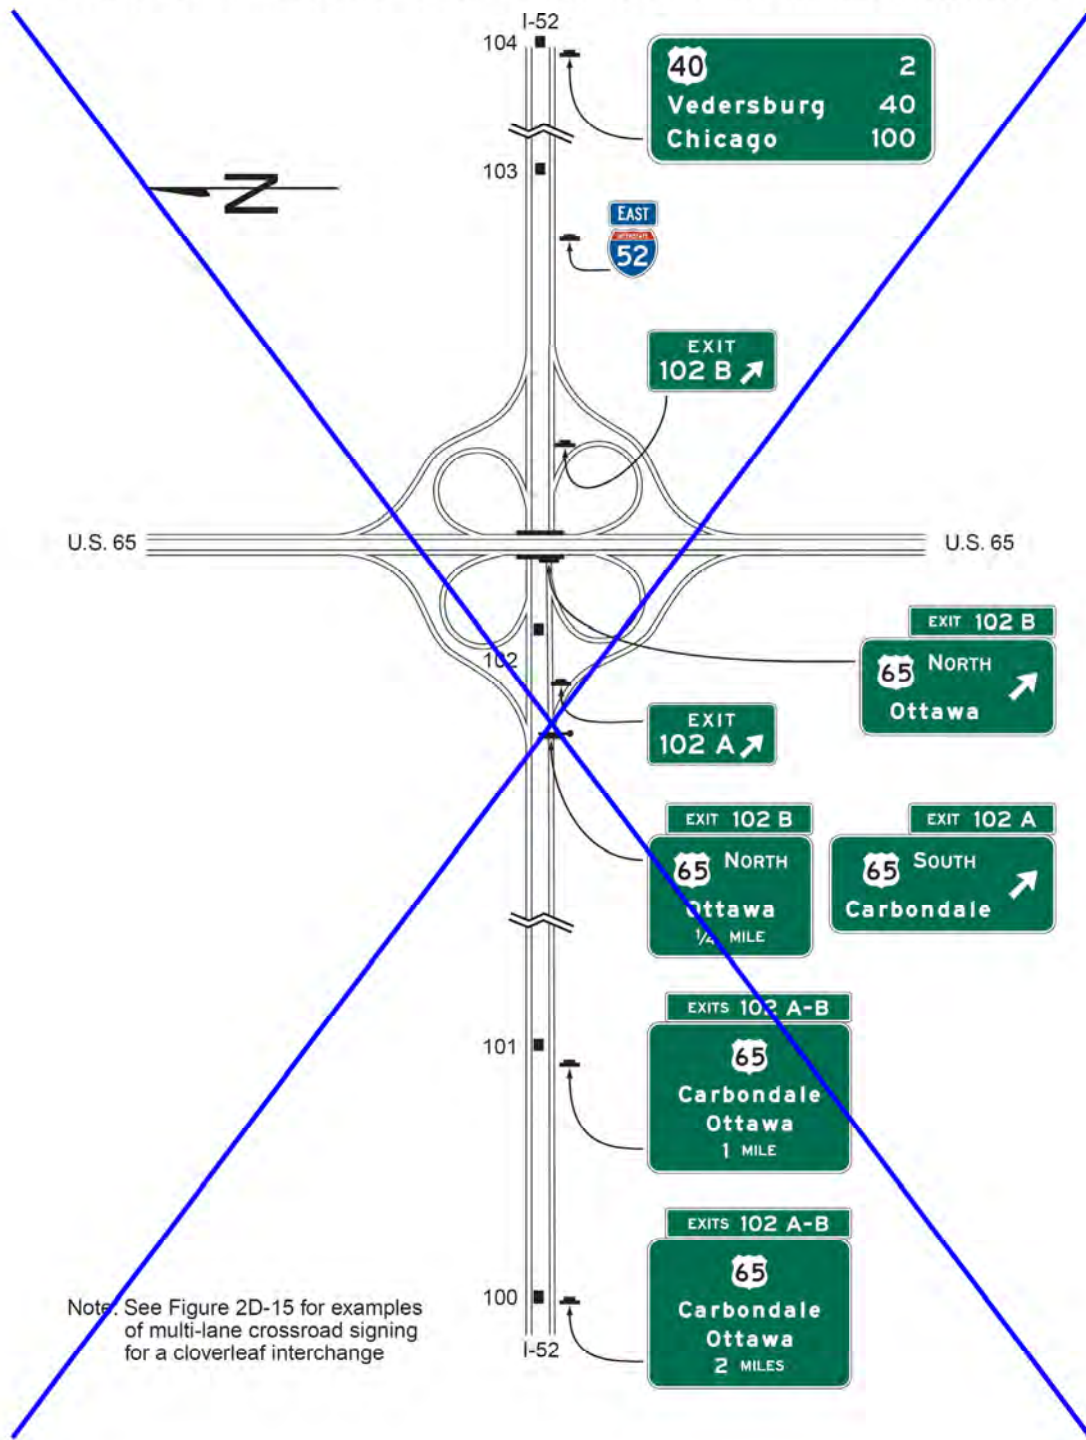 I-52
104
40 2
Vedersburg 40
Chicago 100
103
N
EAST
INTERSTATE
52
EXIT
102 B
U.S. 65
U.S. 65
EXIT 102 B
65 NORTH
Ottawa
102
EXIT
102 A
EXIT 102 B
65 NORTH
Ottawa
1/4 MILE
EXIT 102 A
65 SOUTH
Carbondale
EXITS 102 A-B
65
Carbondale
Ottawa
1 MILE
101
EXITS 102 A-B
65
Carbondale
Ottawa
2 MILES
100
Note: See Figure 2D-15 for examples
of multi-lane crossroad signing
for a cloverleaf interchange
I-52